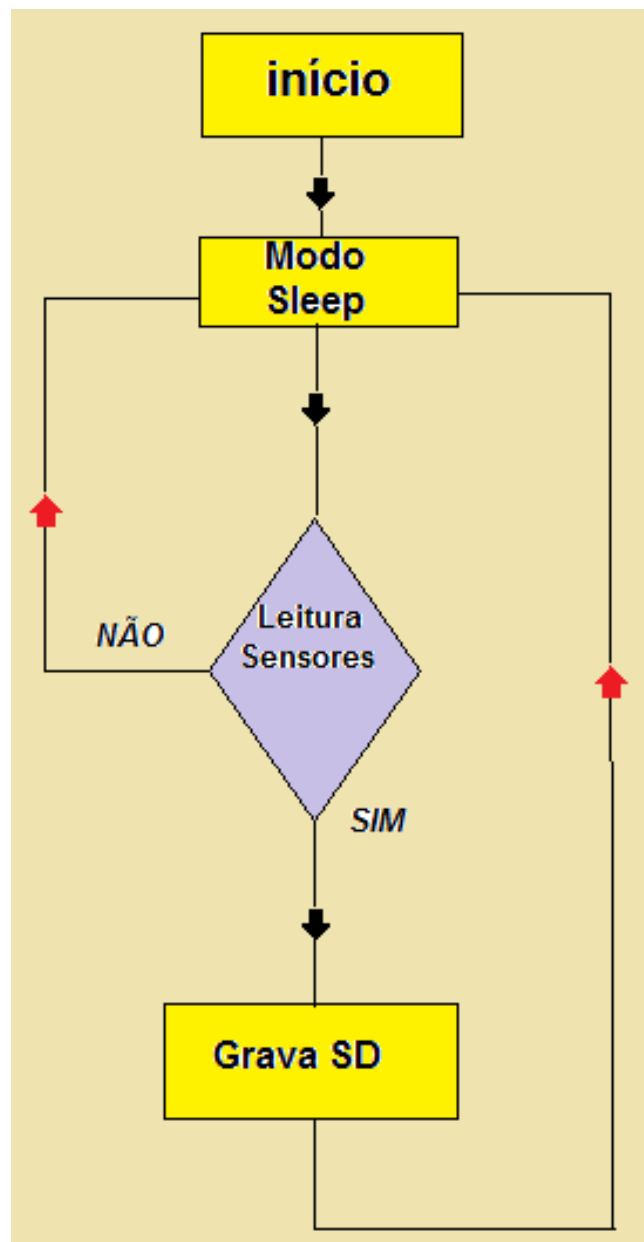 início
Modo
Sleep
Leitura
Sensores
NÃO
SIM
Grava SD